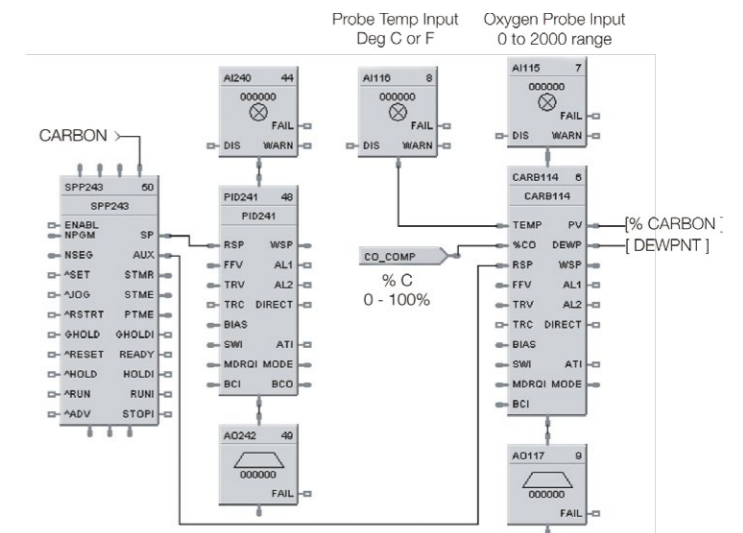 Probe Temp Input
Deg C or F
Oxygen Probe Input
0 to 2000 range
AI240 44
000000
FAIL
DIS WARN
AI116 8
000000
FAIL
DIS WARN
AI115 7
000000
FAIL
DIS WARN
CARBON
SPP243 50
SPP243
ENABL
NPGM SP
NSEG AUX
^SET STMR
^JOG STME
^RSTRT PTME
GHOLD GHOLDI
^RESET READY
^HOLD HOLDI
^RUN RUNI
^ADV STOPI
PID241 48
PID241
RSP WSP
FFV AL1
TRV AL2
TRC DIRECT
BIAS
SWI ATI
MDRQI MODE
BCI BCO
AO242 49
000000
FAIL
CO_COMP
% C
0 - 100%
CARB114 6
CARB114
TEMP PV
%CO DEWP
RSP WSP
FFV AL1
TRV AL2
TRC DIRECT
BIAS
SWI ATI
MDRQI MODE
BCI
[% CARBON ]
[ DEWPNT ]
AO117 9
000000
FAIL